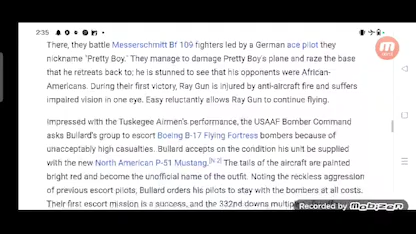 2:35
There, they battle Messerschmitt Bf 109 fighters led by a German ace pilot they
nickname "Pretty Boy." They manage to damage Pretty Boy's plane and raze the base
that he retreats back to; he is stunned to see that his opponents were African-
Americans. During their first victory, Ray Gun is injured by anti-aircraft fire and suffers
impaired vision in one eye. Easy reluctantly allows Ray Gun to continue flying.
Impressed with the Tuskegee Airmen's performance, the USAAF Bomber Command
asks Bullard's group to escort Boeing B-17 Flying Fortress bombers because of
unacceptably high casualties. Bullard accepts on the condition his unit be supplied
with the new North American P-51 Mustang.[N 2] The tails of the aircraft are painted
bright red and become the unofficial name of the outfit. Noting the reckless aggression
of previous escort pilots, Bullard orders his pilots to stay with the bombers at all costs.
Their first escort mission is a success, and the 332nd downs
Recorded by Mobizen